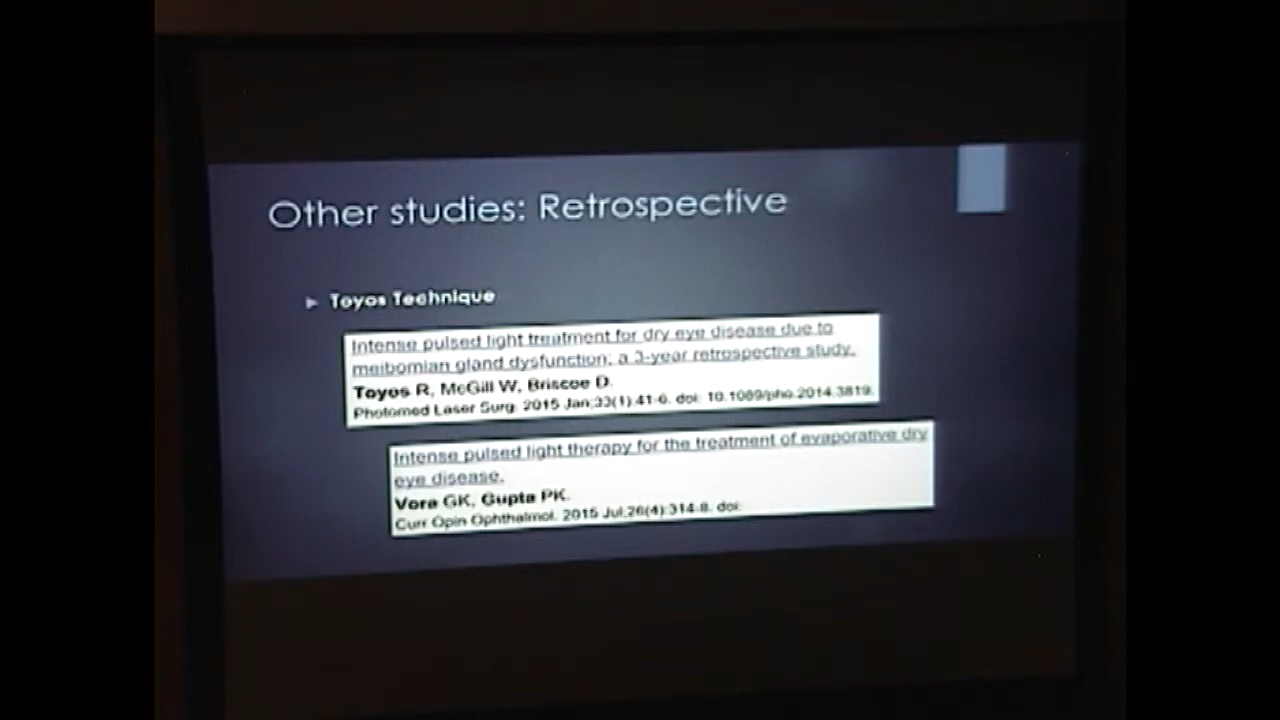 Other studies: Retrospective
Toyos Technique
Intense pulsed light treatment for dry eye disease due to
meibomian gland dysfunction; a 3-year retrospective study.
Toyos R, McGill W, Briscoe D.
Photomed Laser Surg. 2015 Jan;33(1):41-6. doi: 10.1089/pho.2014.3819.
Intense pulsed light therapy for the treatment of evaporative dry
eye disease.
Vora GK, Gupta PK.
Curr Opin Ophthalmol. 2015 Jul;26(4):314-8. doi: